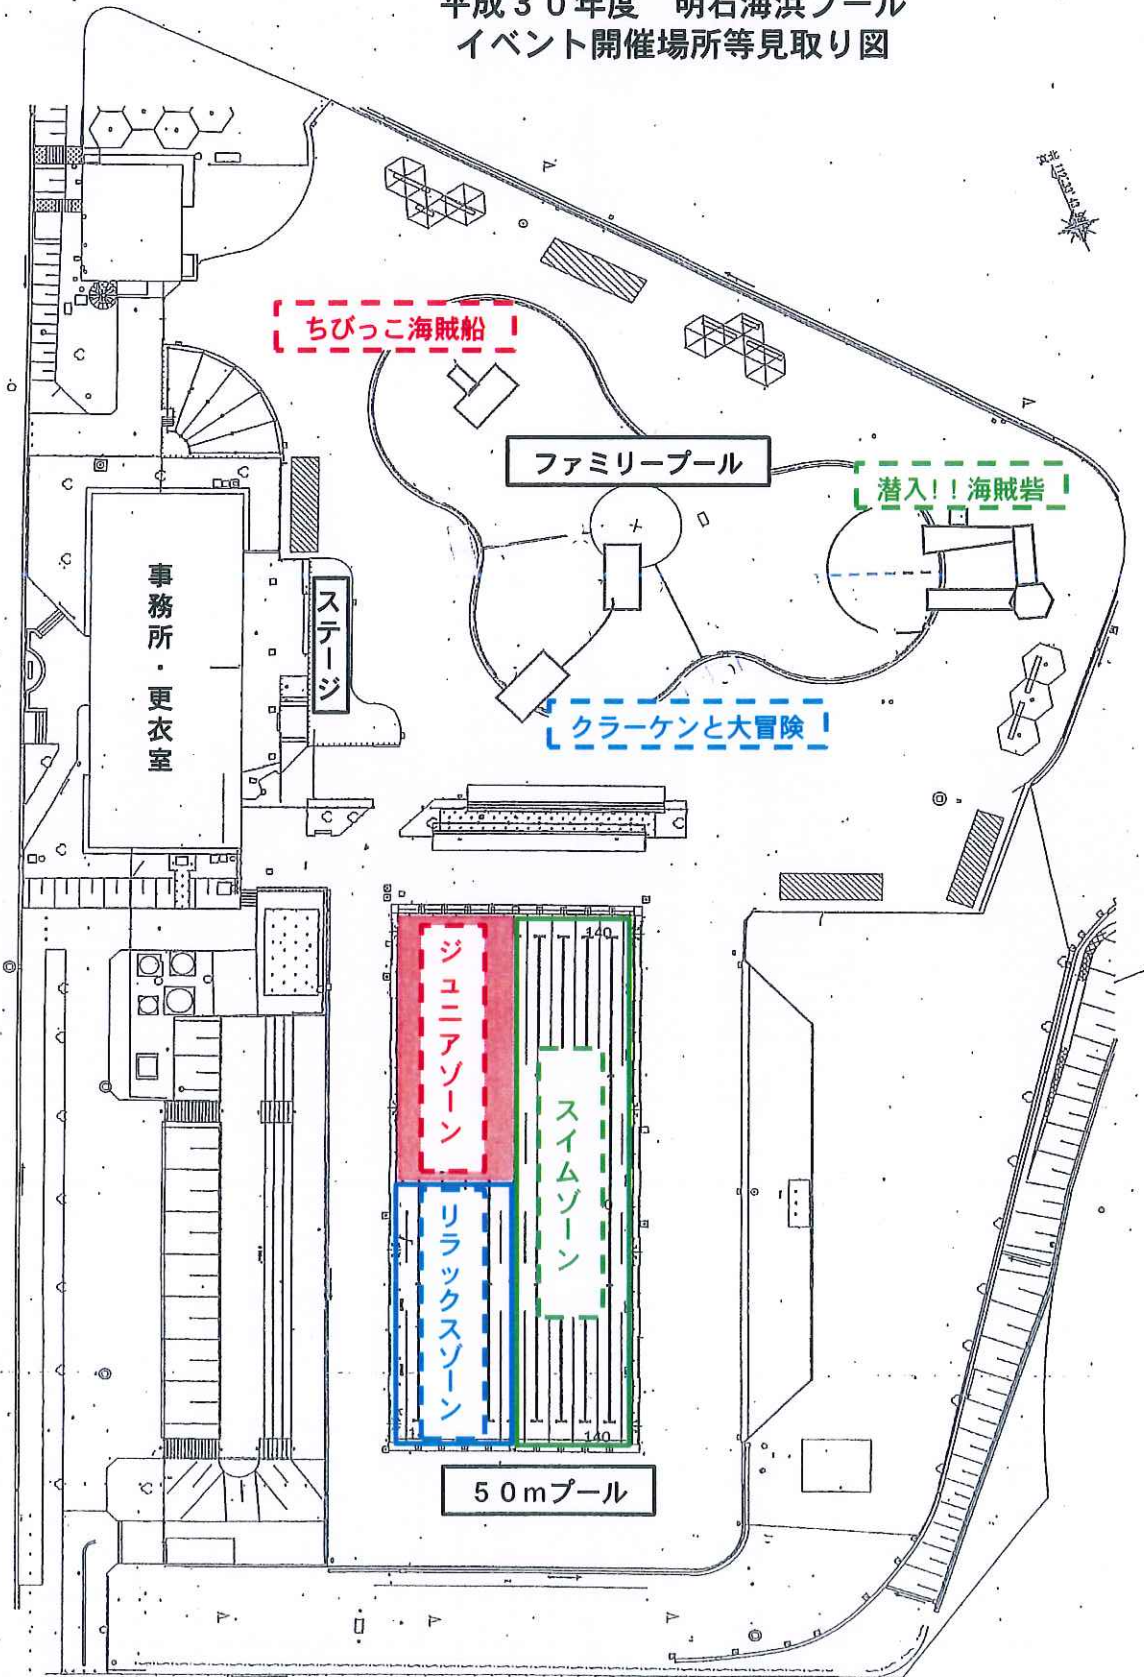 平成３０年度　明石海浜プール
イベント開催場所等見取り図
ちびっこ海賊船
ファミリープール
潜入！！海賊砦
事務所・更衣室
ステージ
クラーケンと大冒険
ジュニアゾーン
スイムゾーン
リラックスゾーン
140
140
５０ｍプール